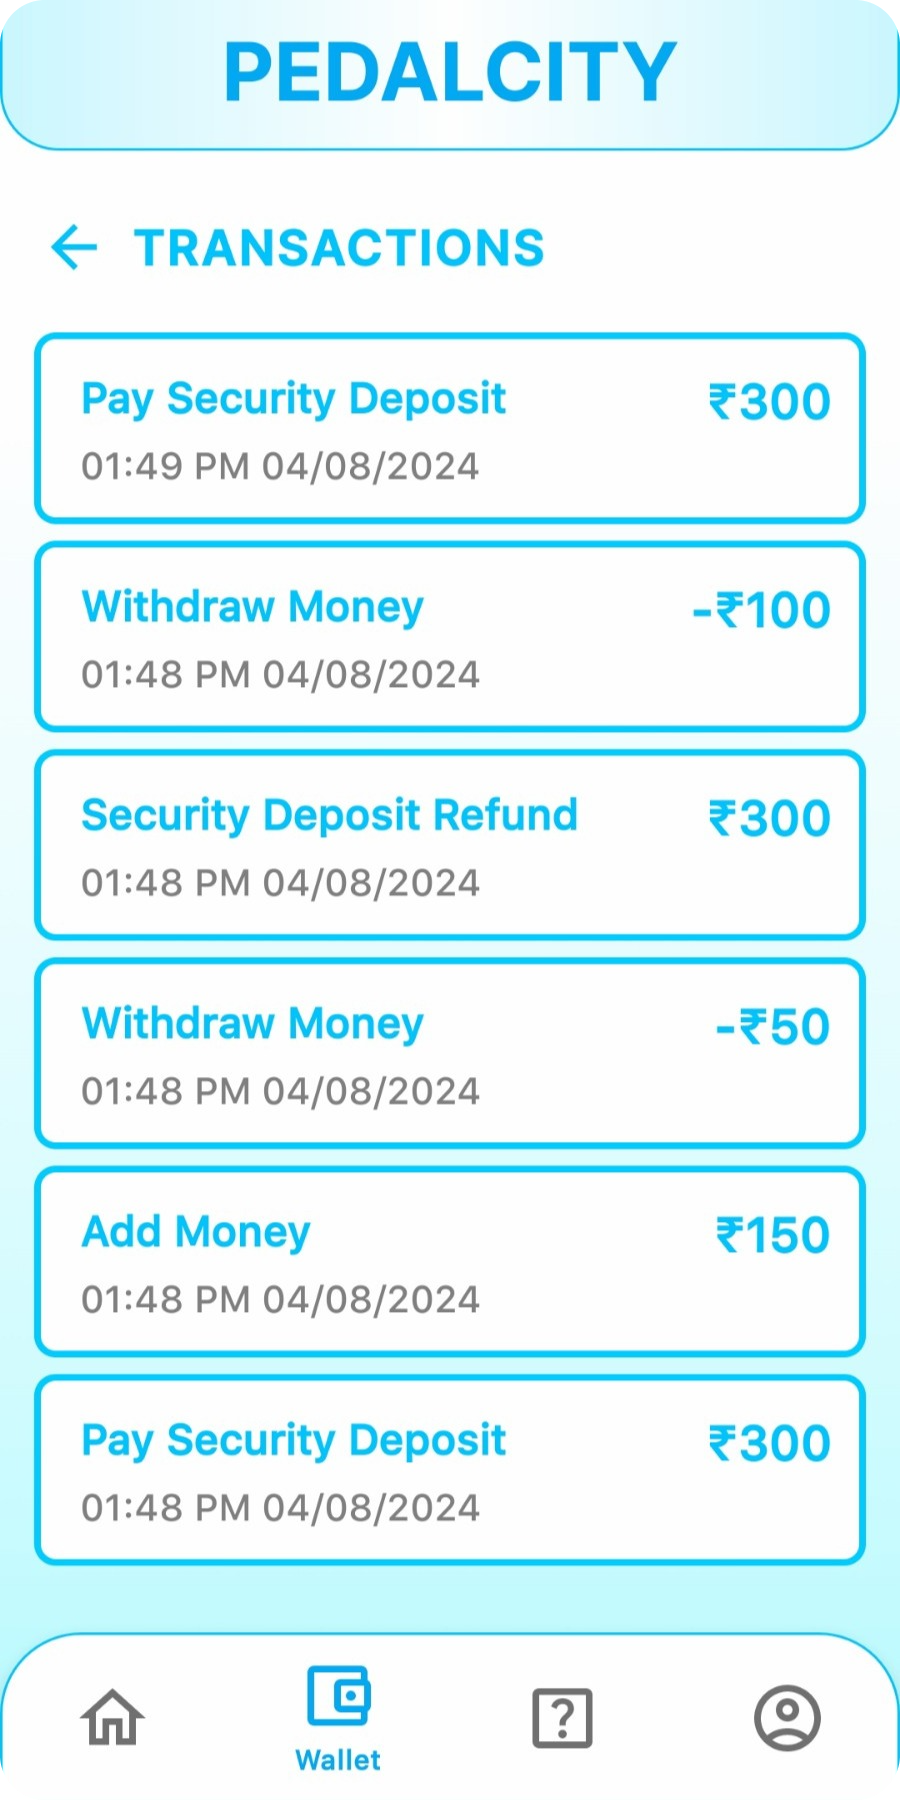 PEDALCITY
TRANSACTIONS
Pay Security Deposit ₹300
01:49 PM 04/08/2024
Withdraw Money -₹100
01:48 PM 04/08/2024
Security Deposit Refund ₹300
01:48 PM 04/08/2024
Withdraw Money -₹50
01:48 PM 04/08/2024
Add Money ₹150
01:48 PM 04/08/2024
Pay Security Deposit ₹300
01:48 PM 04/08/2024
?
Wallet